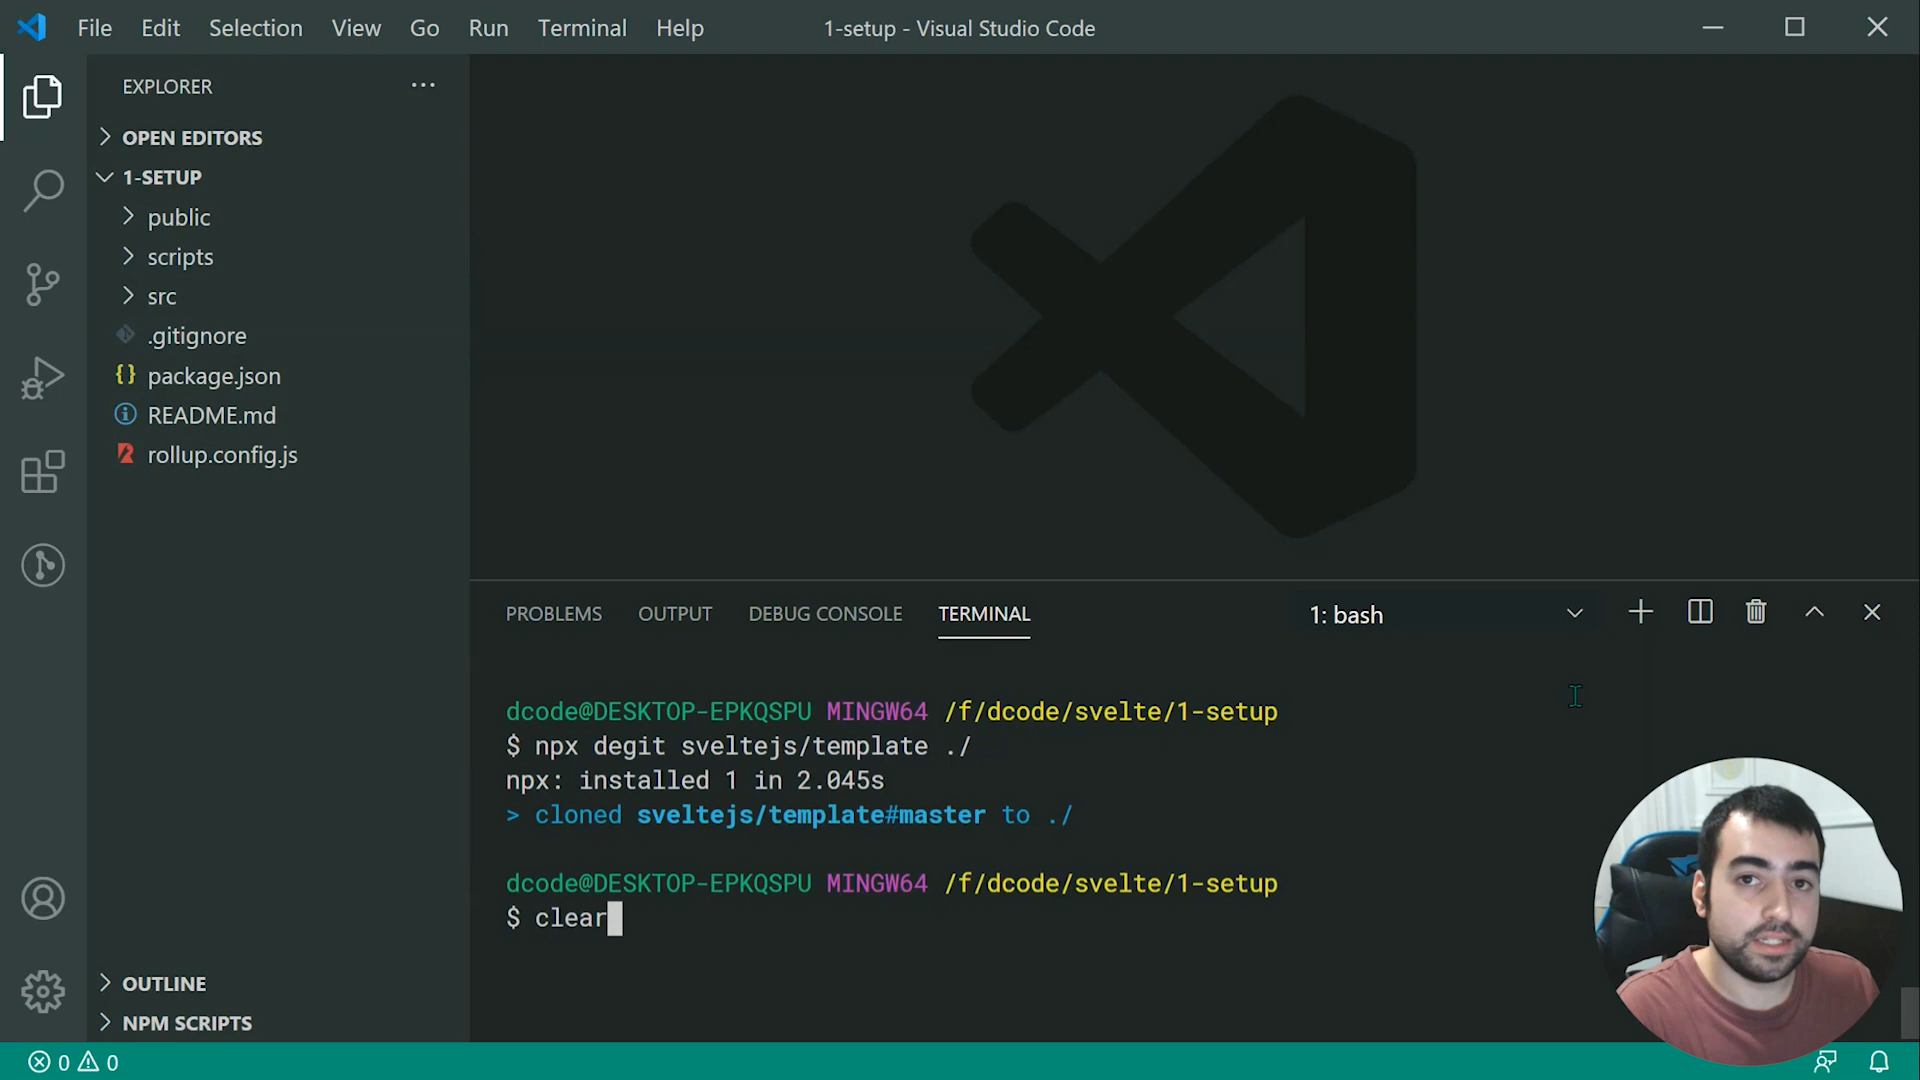 File Edit Selection View Go Run Terminal Help
1-setup - Visual Studio Code
EXPLORER
OPEN EDITORS
1-SETUP
public
scripts
src
.gitignore
package.json
README.md
rollup.config.js
OUTLINE
NPM SCRIPTS
PROBLEMS OUTPUT DEBUG CONSOLE TERMINAL
1: bash
dcode@DESKTOP-EPKQSPU MINGW64 /f/dcode/svelte/1-setup
$ npx degit sveltejs/template ./
npx: installed 1 in 2.045s
> cloned sveltejs/template#master to ./
dcode@DESKTOP-EPKQSPU MINGW64 /f/dcode/svelte/1-setup
$ clear
0 0